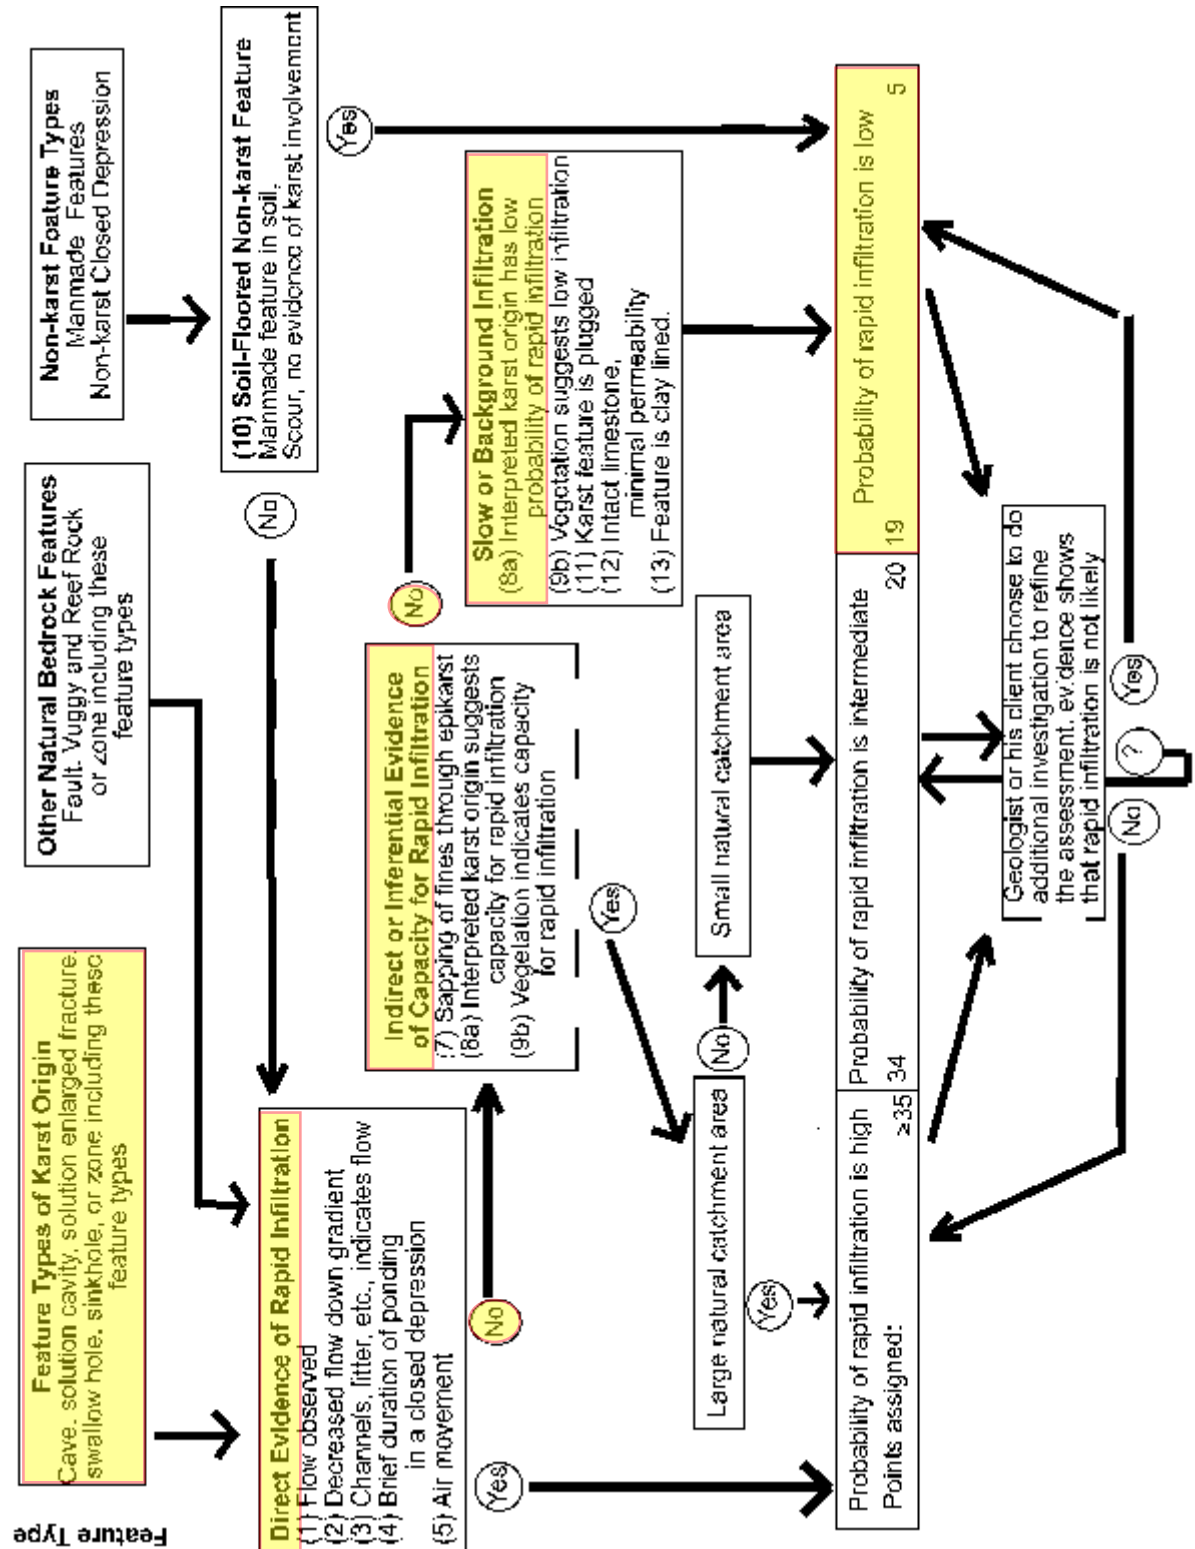 Feature Type
Feature Types of Karst Origin
Cave, solution cavity, solution enlarged fracture,
swallow hole, sinkhole, or zone including these
feature types
Other Natural Bedrock Features
Fault, Vuggy and Reef Rock
or zone including these
feature types
Non-karst Feature Types
Manmade Features
Non-karst Closed Depression
(10) Soil-Floored Non-karst Feature
Manmade feature in soil,
Scour, no evidence of karst involvement
No
Yes
Direct Evidence of Rapid Infiltration
(1) Flow observed
(2) Decreased flow down gradient
(3) Channels, litter, etc., indicates flow
(4) Brief duration of ponding
in a closed depression
(5) Air movement
Yes
No
Indirect or Inferential Evidence
of Capacity for Rapid Infiltration
(7) Sapping of fines through epikarst
(8a) Interpreted karst origin suggests
capacity for rapid infiltration
(9b) Vegetation indicates capacity
for rapid infiltration
No
Yes
Slow or Background Infiltration
(8a) Interpreted karst origin has low
probability of rapid infiltration
(9b) Vegetation suggests low infiltration
(11) Karst feature is plugged
(12) Intact limestone,
minimal permeability
(13) Feature is clay lined.
Large natural catchment area
Yes
No
Small natural catchment area
Probability of rapid infiltration is high
Points assigned: ≥35
Probability of rapid infiltration is intermediate
34 20
Probability of rapid infiltration is low
19 5
Geologist or his client choose to do
additional investigation to refine
the assessment, evidence shows
that rapid infiltration is not likely
No
?
Yes